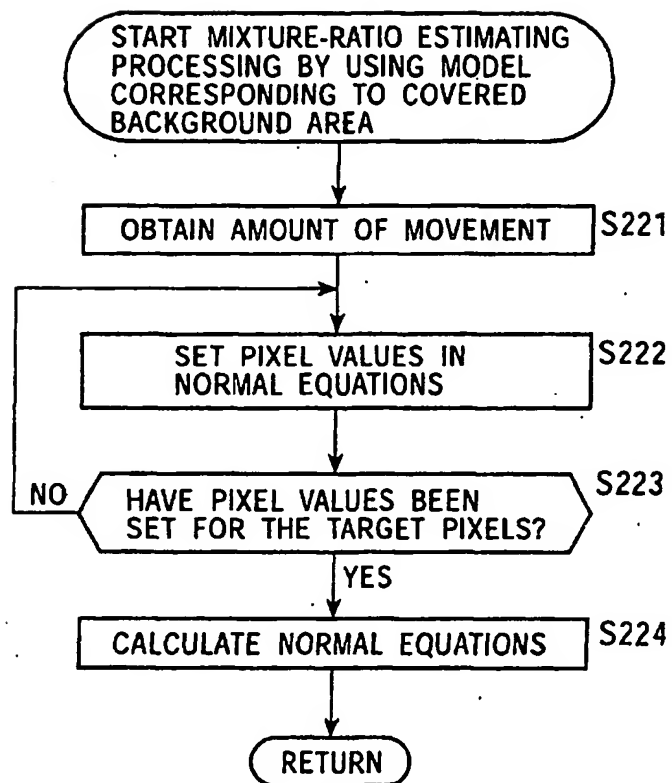 START MIXTURE-RATIO ESTIMATING
PROCESSING BY USING MODEL
CORRESPONDING TO COVERED
BACKGROUND AREA
OBTAIN AMOUNT OF MOVEMENT
S221
SET PIXEL VALUES IN
NORMAL EQUATIONS
S222
HAVE PIXEL VALUES BEEN
SET FOR THE TARGET PIXELS?
S223
NO
YES
CALCULATE NORMAL EQUATIONS
S224
RETURN